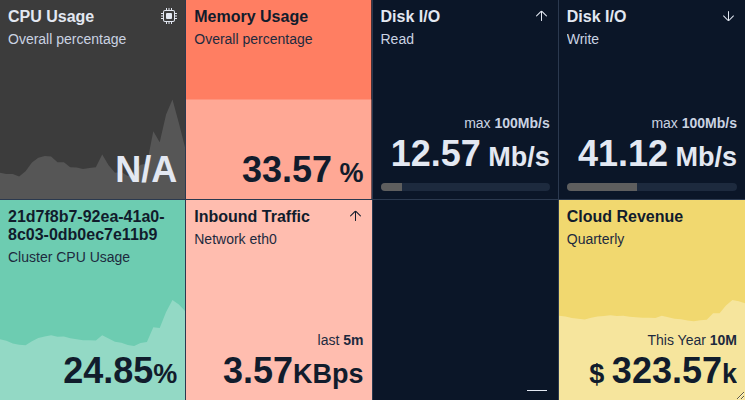 CPU Usage
Overall percentage
N/A
Memory Usage
Overall percentage
33.57 %
Disk I/O
Read
max 100Mb/s
12.57 Mb/s
Disk I/O
Write
max 100Mb/s
41.12 Mb/s
21d7f8b7-92ea-41a0-
8c03-0db0ec7e11b9
Cluster CPU Usage
24.85%
Inbound Traffic
Network eth0
last 5m
3.57KBps
Cloud Revenue
Quarterly
This Year 10M
$ 323.57k